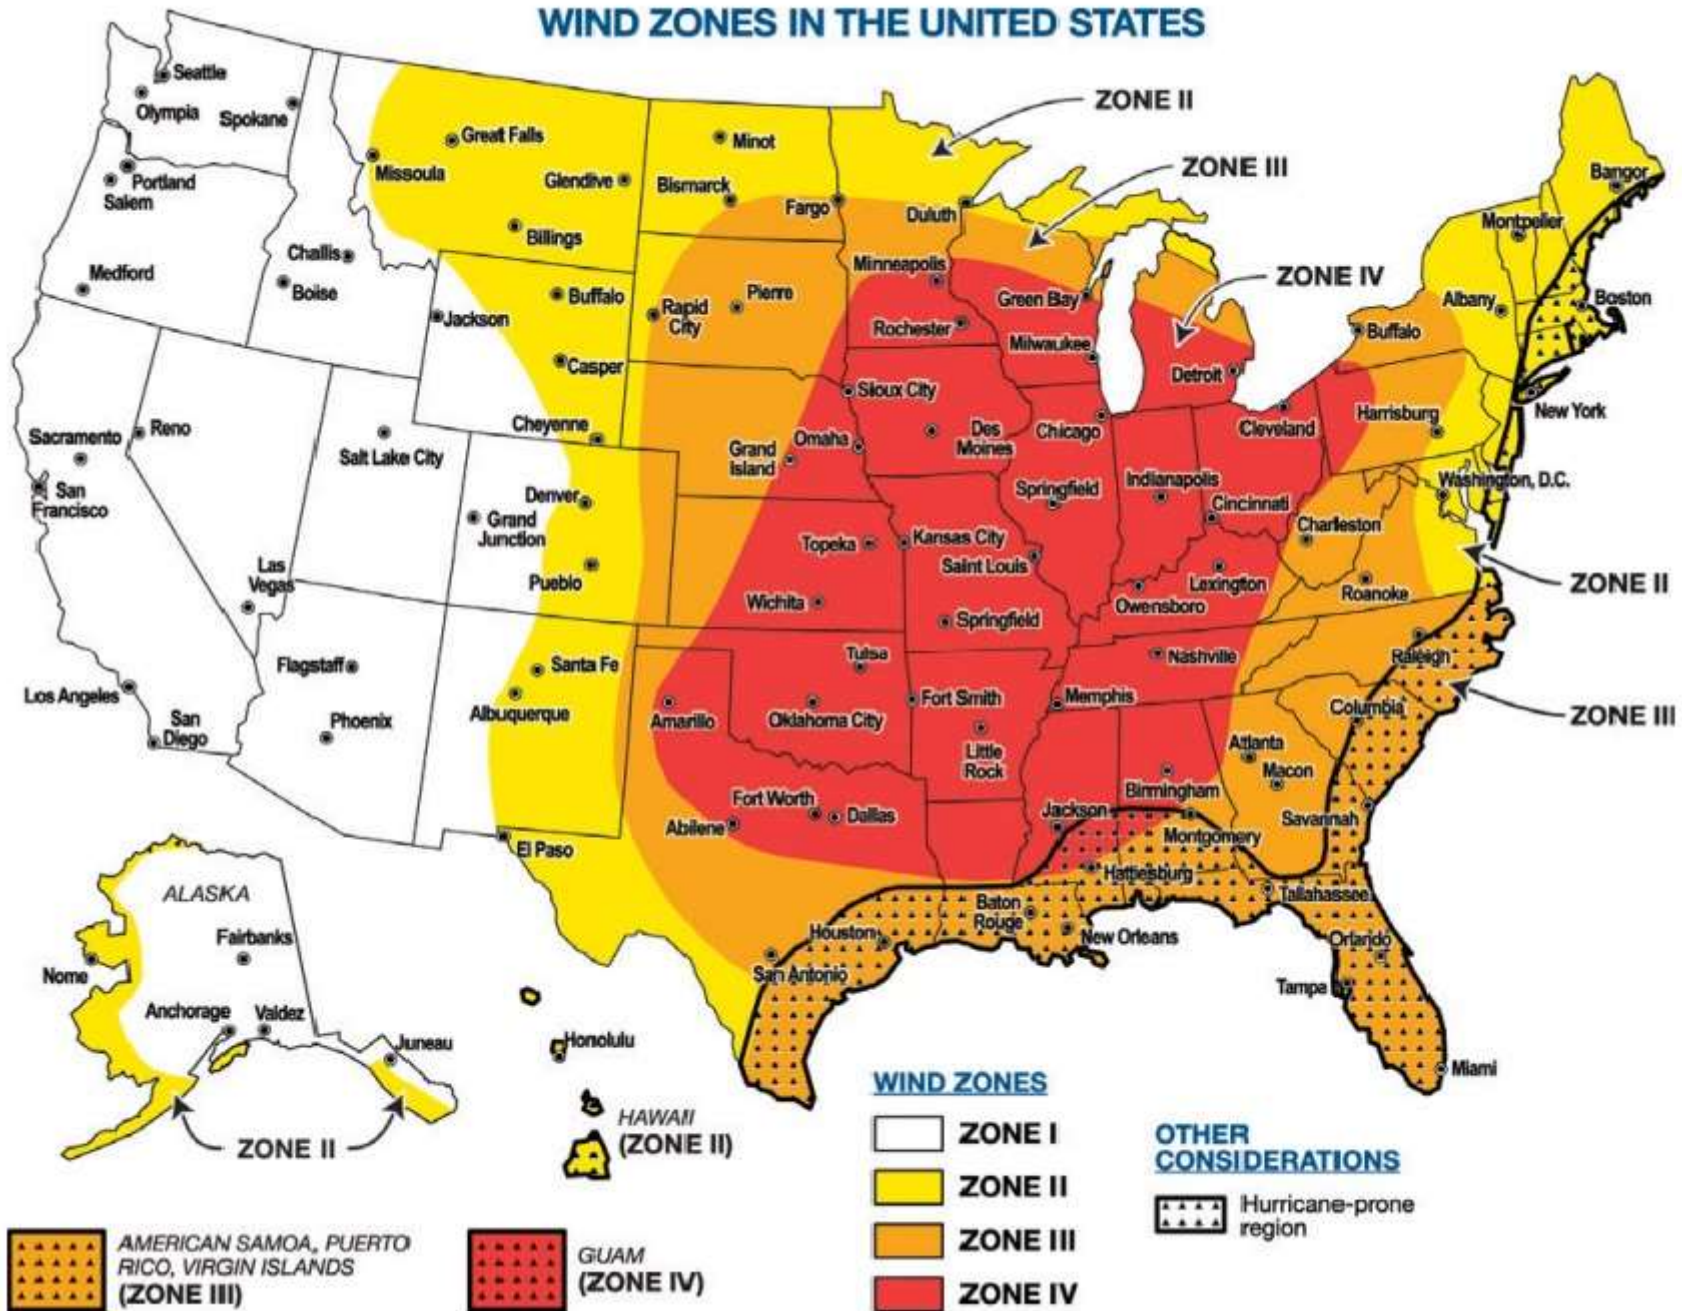 WIND ZONES IN THE UNITED STATES
Seattle
Olympia
Spokane
Portland
Salem
Medford
Challis
Boise
Missoula
Great Falls
Glendive
Billings
Minot
Bismarck
Fargo
Duluth
ZONE II
ZONE III
ZONE IV
Bangor
Montpelier
Jackson
Buffalo
Casper
Cheyenne
Rapid
City
Pierre
Minneapolis
Rochester
Green Bay
Milwaukee
Detroit
Buffalo
Albany
Boston
New York
Sacramento
Reno
San
Francisco
Salt Lake City
Las
Vegas
Grand
Junction
Denver
Pueblo
Grand
Island
Omaha
Sioux City
Des
Moines
Chicago
Cleveland
Harrisburg
Washington, D.C.
Springfield
Indianapolis
Cincinnati
Charleston
Topeka
Kansas City
Saint Louis
Wichita
Springfield
Owensboro
Lexington
Roanoke
ZONE II
Los Angeles
San
Diego
Flagstaff
Phoenix
Santa Fe
Albuquerque
Amarillo
Tulsa
Oklahoma City
Fort Smith
Little
Rock
Memphis
Nashville
Raleigh
Columbia
ZONE III
Atlanta
Macon
Birmingham
El Paso
Abilene
Fort Worth
Dallas
Jackson
Montgomery
Savannah
Hattiesburg
Tallahassee
Houston
Baton
Rouge
New Orleans
San Antonio
Orlando
Tampa
Miami
ALASKA
Fairbanks
Nome
Anchorage
Valdez
Juneau
ZONE II
Honolulu
HAWAII
(ZONE II)
WIND ZONES
ZONE I
ZONE II
ZONE III
ZONE IV
OTHER
CONSIDERATIONS
Hurricane-prone
region
AMERICAN SAMOA, PUERTO
RICO, VIRGIN ISLANDS
(ZONE III)
GUAM
(ZONE IV)